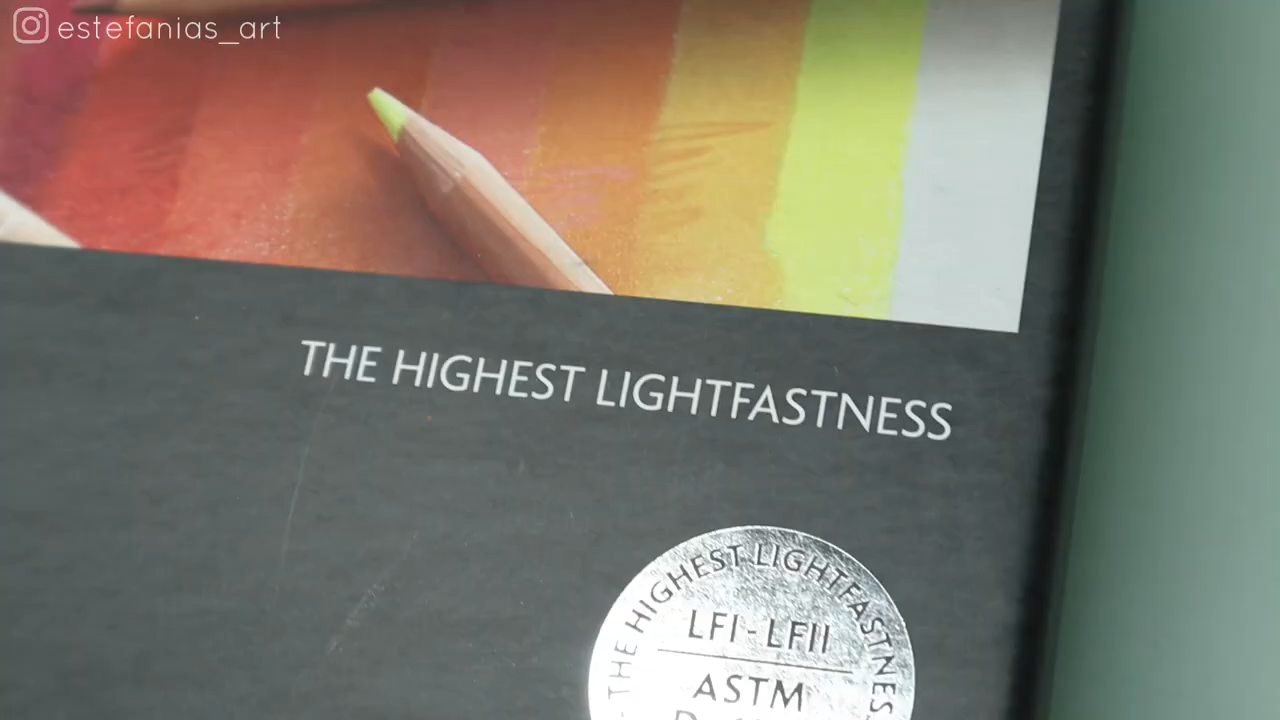 estefanias_art
THE HIGHEST LIGHTFASTNESS
THE HIGHEST LIGHTFASTNESS
LFI-LFII
ASTM